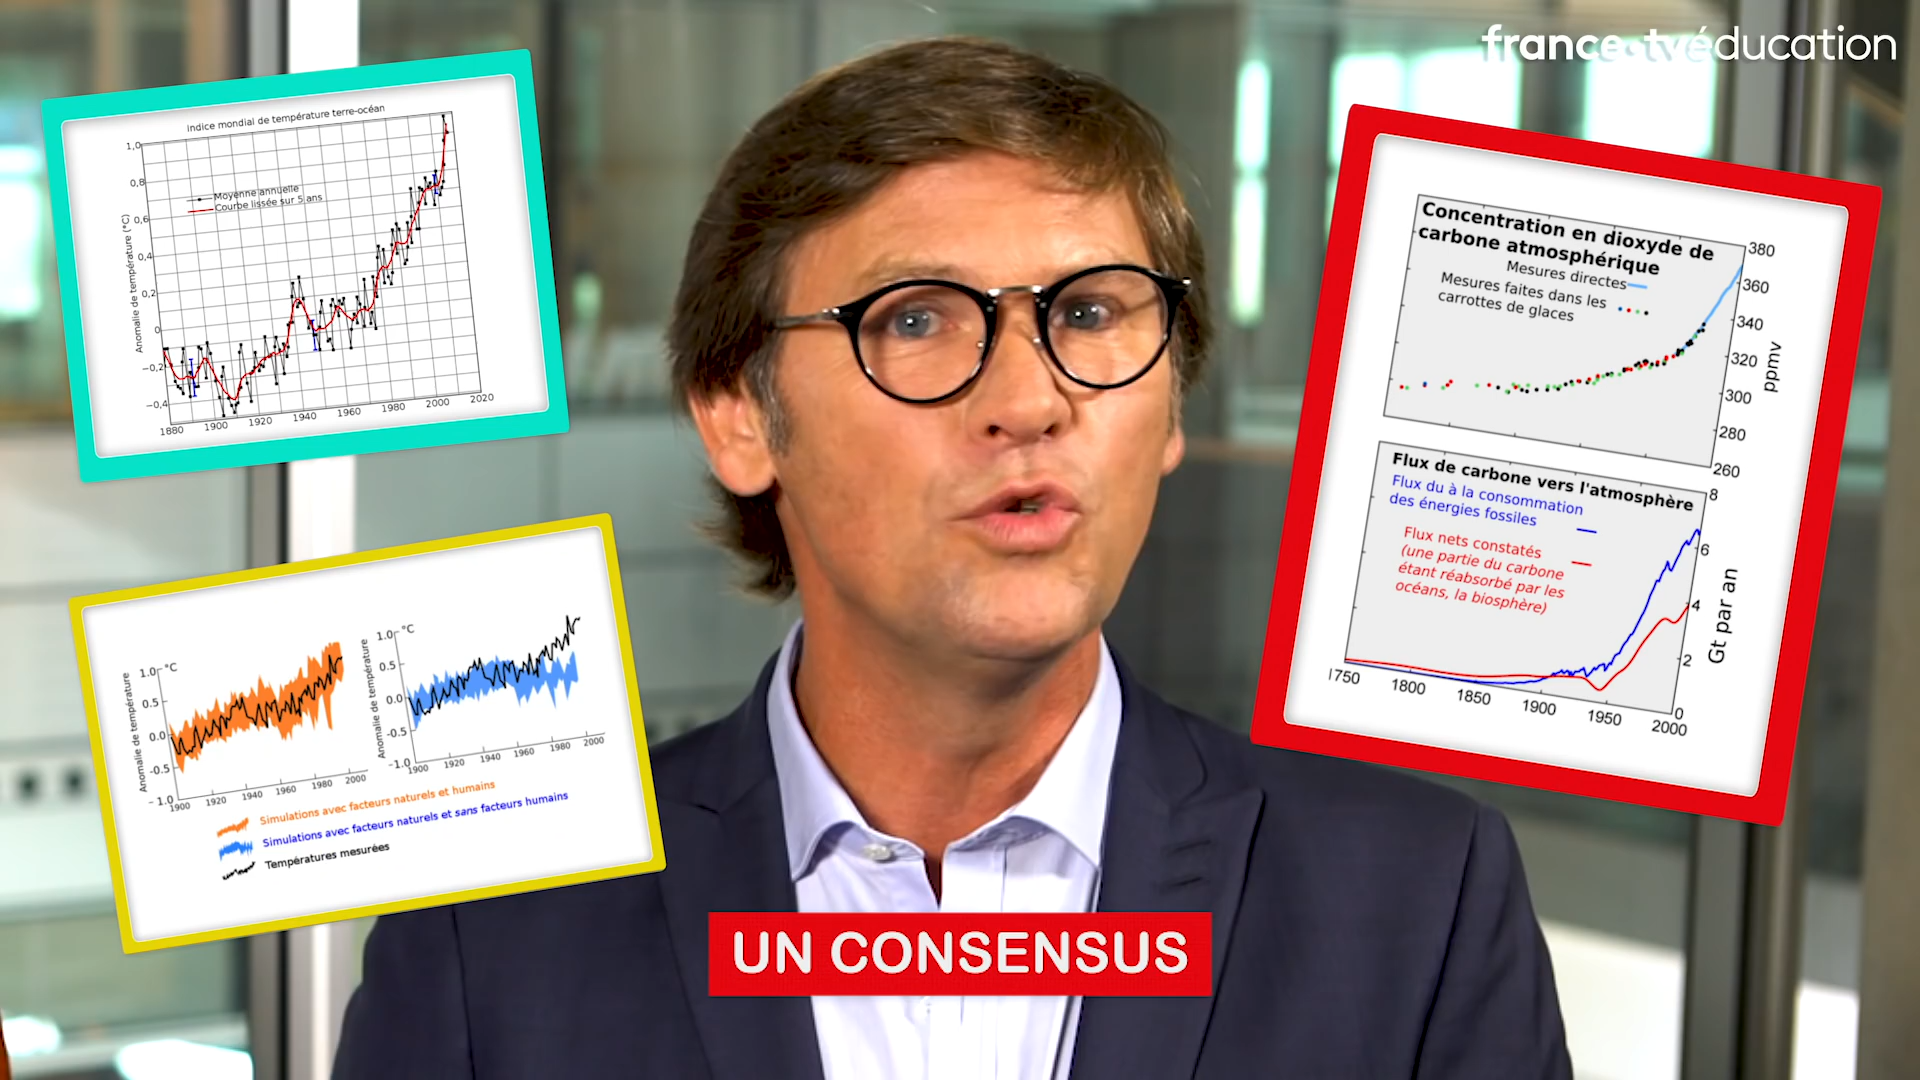 france•tvéducation
Indice mondial de température terre-océan
Moyenne annuelle
Courbe lissée sur 5 ans
Anomalie de température (°C)
1,0
0,8
0,6
0,4
0,2
0
−0,2
−0,4
1880 1900 1920 1940 1960 1980 2000 2020
Concentration en dioxyde de
carbone atmosphérique
Mesures directes
Mesures faites dans les
carrottes de glaces
380
360
340
320
300
280
260
ppmv
Flux de carbone vers l'atmosphère
Flux du à la consommation
des énergies fossiles
Flux nets constatés
(une partie du carbone
étant réabsorbé par les
océans, la biosphère)
8
6
4
2
0
Gt par an
1750 1800 1850 1900 1950 2000
Anomalie de température
1.0 °C
0.5
0.0
-0.5
- 1.0
1900 1920 1940 1960 1980 2000
Anomalie de température
1.0 °C
0.5
0.0
-0.5
-1.0
1900 1920 1940 1960 1980 2000
Simulations avec facteurs naturels et humains
Simulations avec facteurs naturels et sans facteurs humains
Températures mesurées
UN CONSENSUS